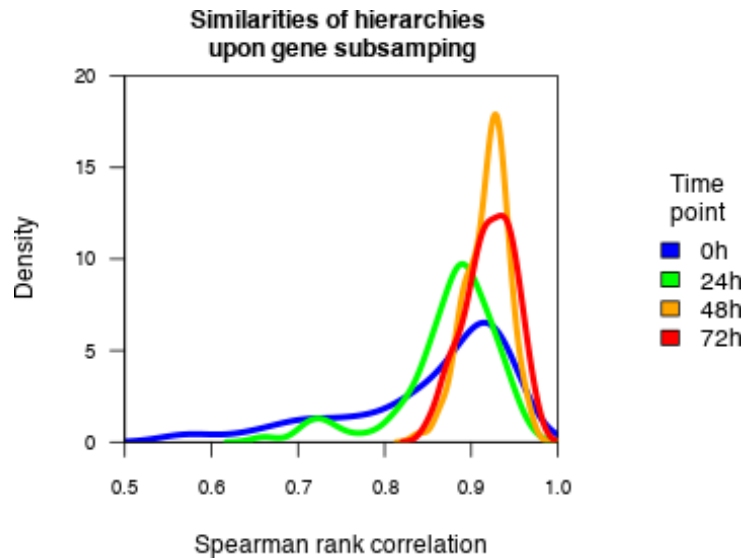 Similarities of hierarchies
upon gene subsamping
20
15
10
5
0
Density
0.5 0.6 0.7 0.8 0.9 1.0
Spearman rank correlation
Time
point
0h
24h
48h
72h